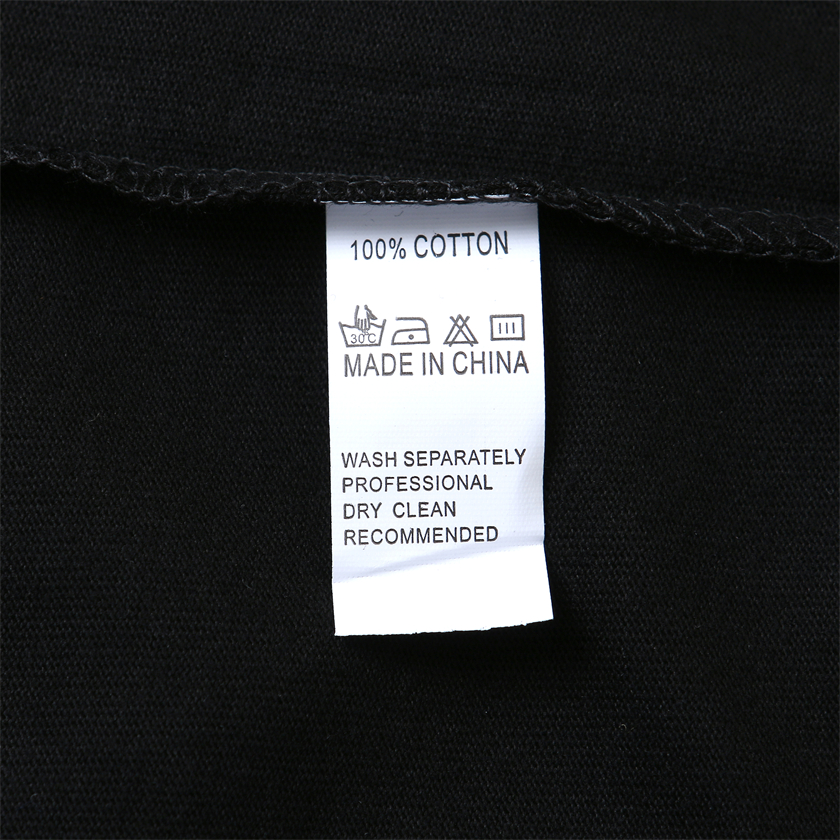 100% COTTON
30°C
MADE IN CHINA
WASH SEPARATELY
PROFESSIONAL
DRY CLEAN
RECOMMENDED